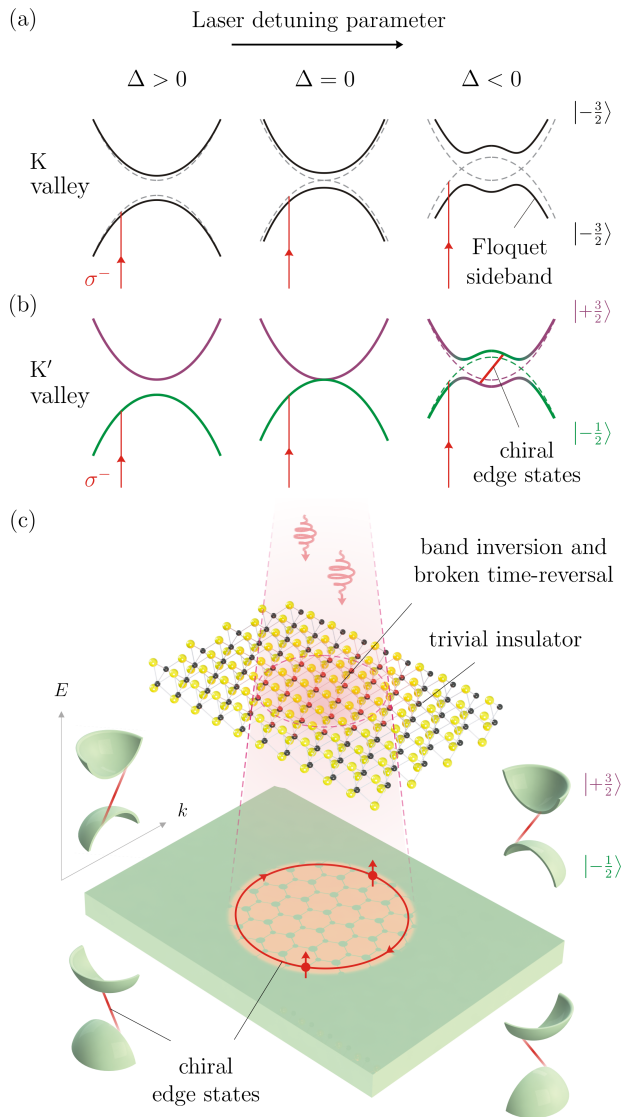 (a)
Laser detuning parameter
Δ > 0
Δ = 0
Δ < 0
|−3/2⟩
K
valley
|−3/2⟩
Floquet
sideband
σ−
(b)
|+3/2⟩
K′
valley
|−1/2⟩
chiral
edge states
σ−
(c)
band inversion and
broken time-reversal
trivial insulator
E
k
|+3/2⟩
|−1/2⟩
chiral
edge states